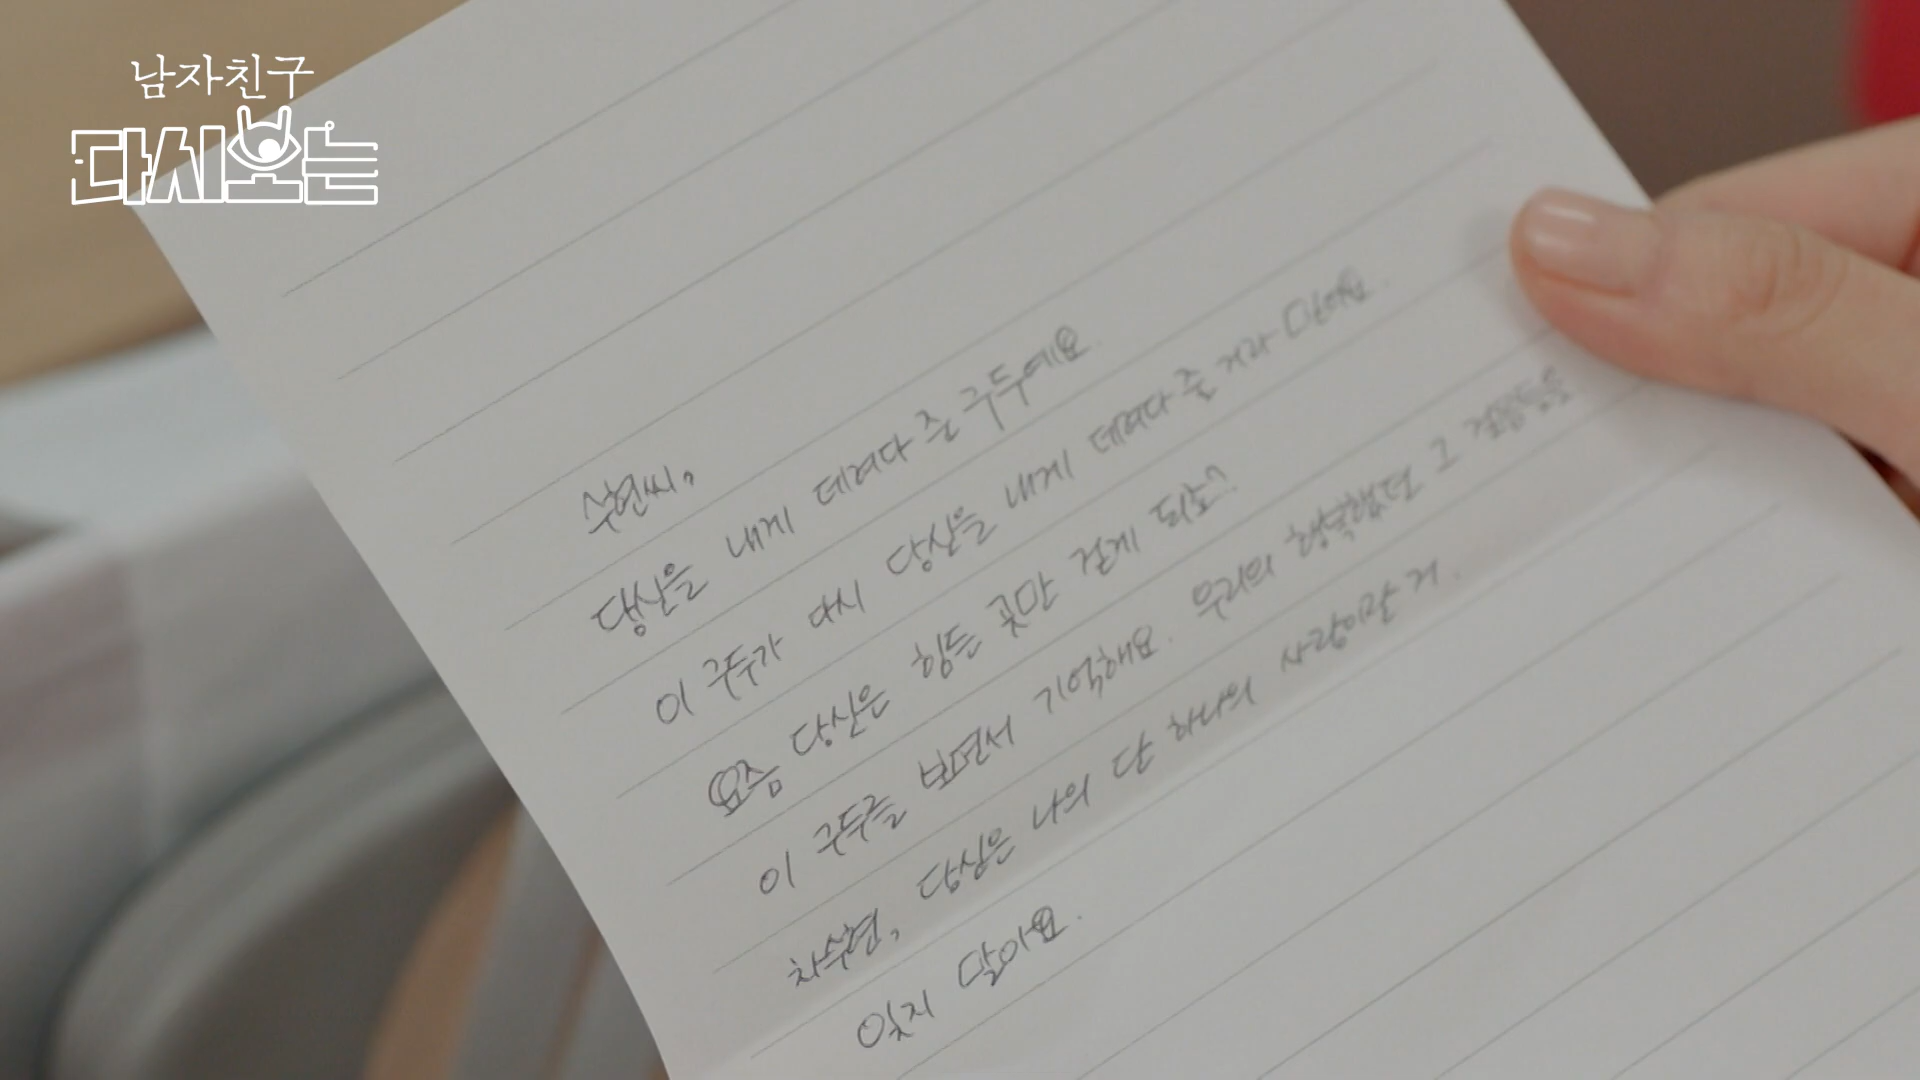 남자친구
다시보는
수현씨,
당신을 내게 데려다 준 구두예요
이 구두가 다시 당신을 내게 데려다 줄 거라 믿어요.
요즘 당신은 힘든 곳만 걷게 되죠?
이 구두를 보면서 기억해요. 우리의 행복했던 그 걸음들을
차수현, 당신은 나의 단 하나의 사랑이란 거.
잊지 말아요.